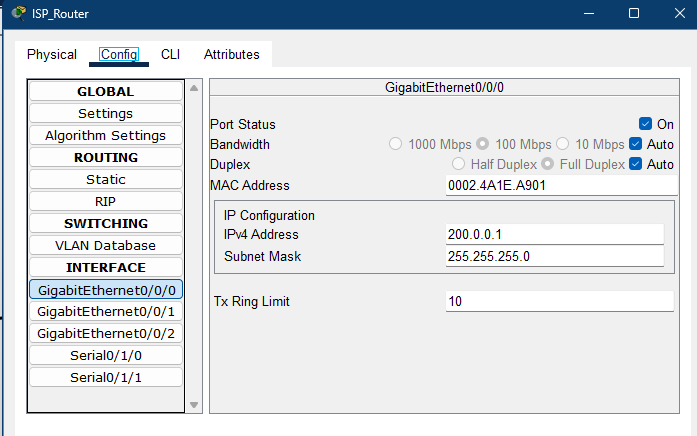 ISP_Router
Physical Config CLI Attributes
GLOBAL
Settings
Algorithm Settings
ROUTING
Static
RIP
SWITCHING
VLAN Database
INTERFACE
GigabitEthernet0/0/0
GigabitEthernet0/0/1
GigabitEthernet0/0/2
Serial0/1/0
Serial0/1/1
GigabitEthernet0/0/0
Port Status On
Bandwidth 1000 Mbps 100 Mbps 10 Mbps Auto
Duplex Half Duplex Full Duplex Auto
MAC Address 0002.4A1E.A901
IP Configuration
IPv4 Address 200.0.0.1
Subnet Mask 255.255.255.0
Tx Ring Limit 10